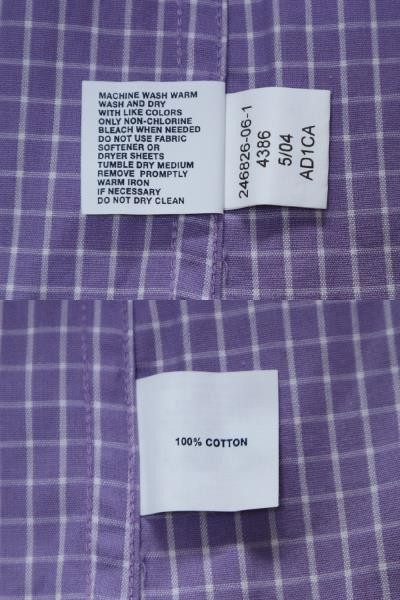 MACHINE WASH WARM
WASH AND DRY
WITH LIKE COLORS
ONLY NON-CHLORINE
BLEACH WHEN NEEDED
DO NOT USE FABRIC
SOFTENER OR
DRYER SHEETS
TUMBLE DRY MEDIUM
REMOVE PROMPTLY
WARM IRON
IF NECESSARY
DO NOT DRY CLEAN
246826-06-1
4386
5/04
AD1CA
100% COTTON